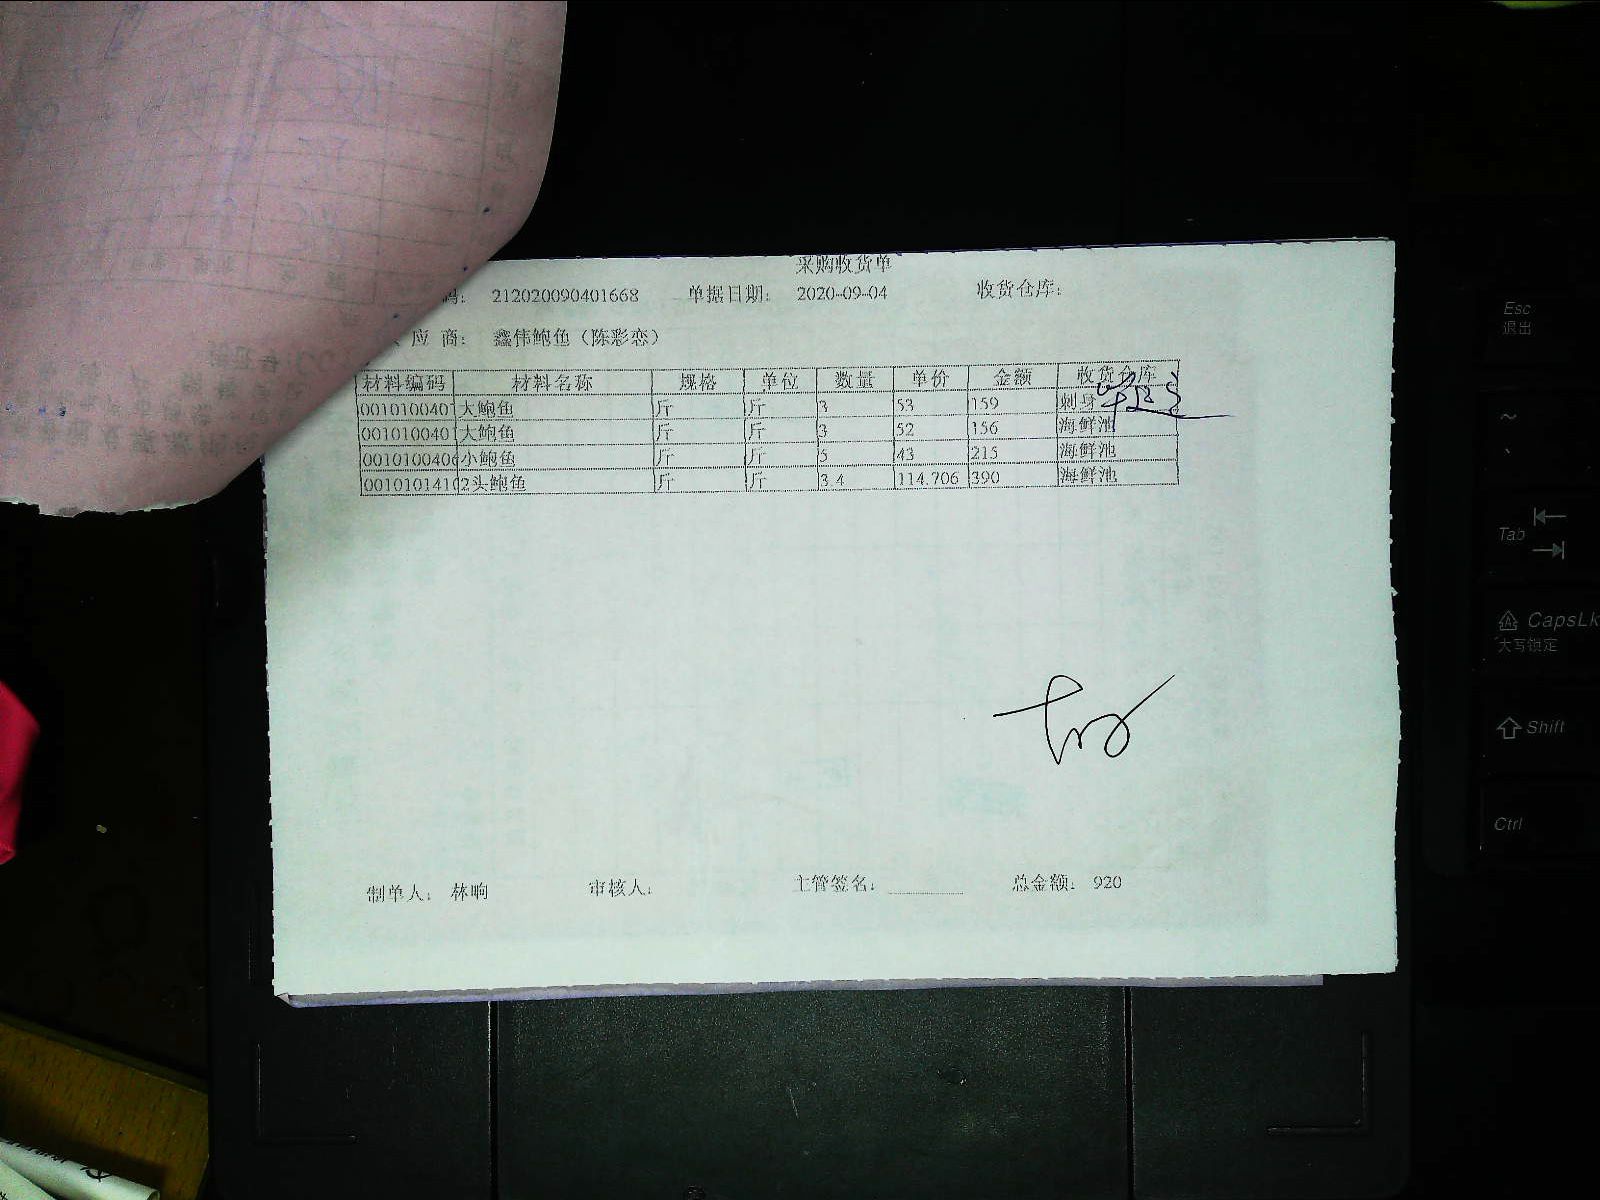 采购收货单
码： 212020090401668 单据日期： 2020-09-04 收货仓库：
应 商： 鑫伟鲍鱼（陈彩恋）
材料编码 材料名称 规格 单位 数量 单价 金额 收货仓库
0010100401 大鲍鱼 斤 斤 3 53 159 刺身
0010100401 大鲍鱼 斤 斤 3 52 156 海鲜池
0010100406 小鲍鱼 斤 斤 5 43 215 海鲜池
0010101410 2头鲍鱼 斤 斤 3.4 114.706 390 海鲜池
制单人： 林晌 审核人： 主管签名： 总金额： 920
Esc
退出
~
Tab
CapsLk
大写锁定
Shift
Ctrl